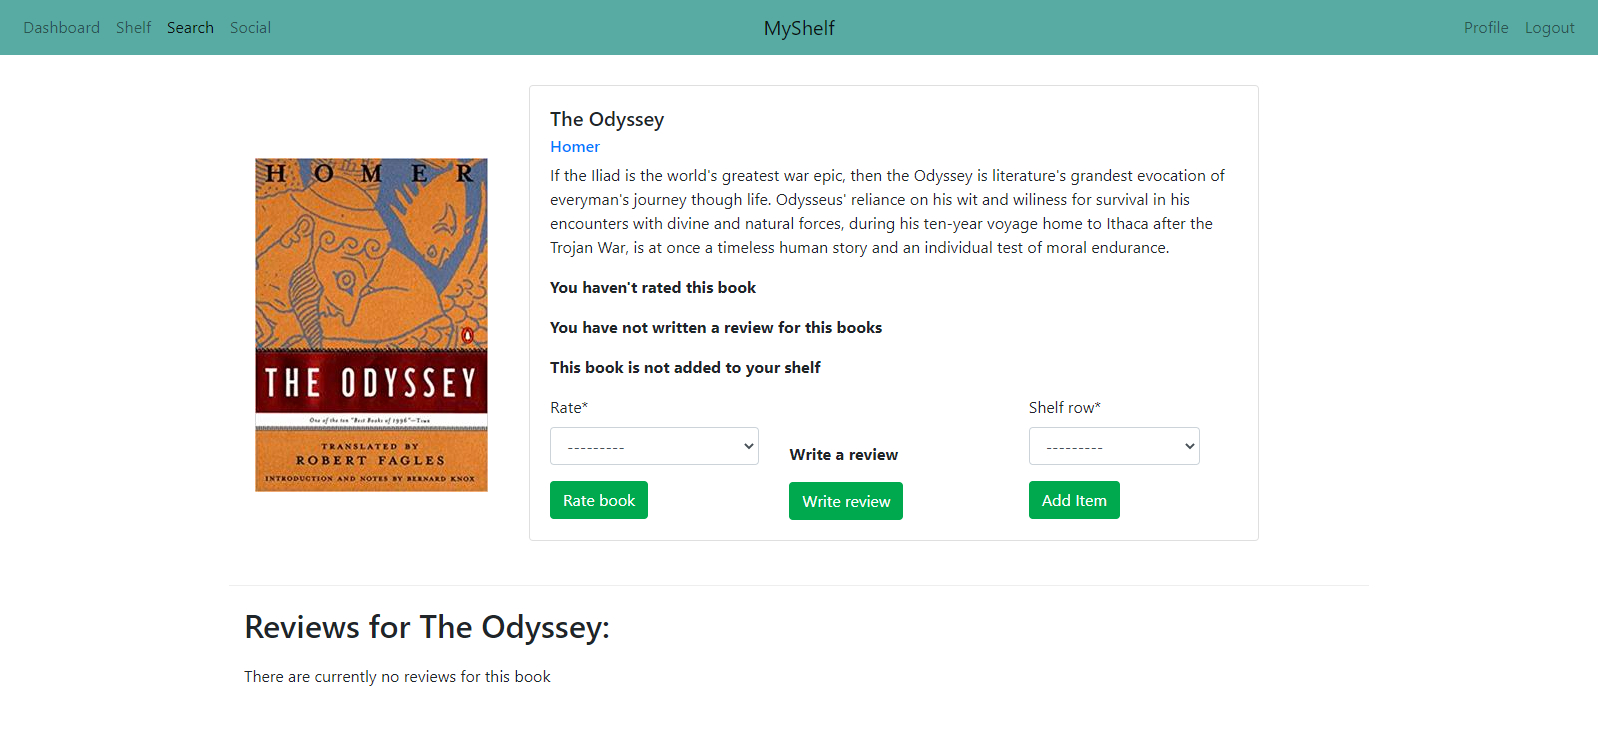 Dashboard Shelf Search Social MyShelf Profile Logout
HOMER
THE ODYSSEY
One of the ten "Best Books of 1996"—Time
TRANSLATED BY
ROBERT FAGLES
INTRODUCTION AND NOTES BY BERNARD KNOX
The Odyssey
Homer
If the Iliad is the world's greatest war epic, then the Odyssey is literature's grandest evocation of
everyman's journey though life. Odysseus' reliance on his wit and wiliness for survival in his
encounters with divine and natural forces, during his ten-year voyage home to Ithaca after the
Trojan War, is at once a timeless human story and an individual test of moral endurance.
You haven't rated this book
You have not written a review for this books
This book is not added to your shelf
Rate*
---------
Rate book
Write a review
Write review
Shelf row*
---------
Add Item
Reviews for The Odyssey:
There are currently no reviews for this book